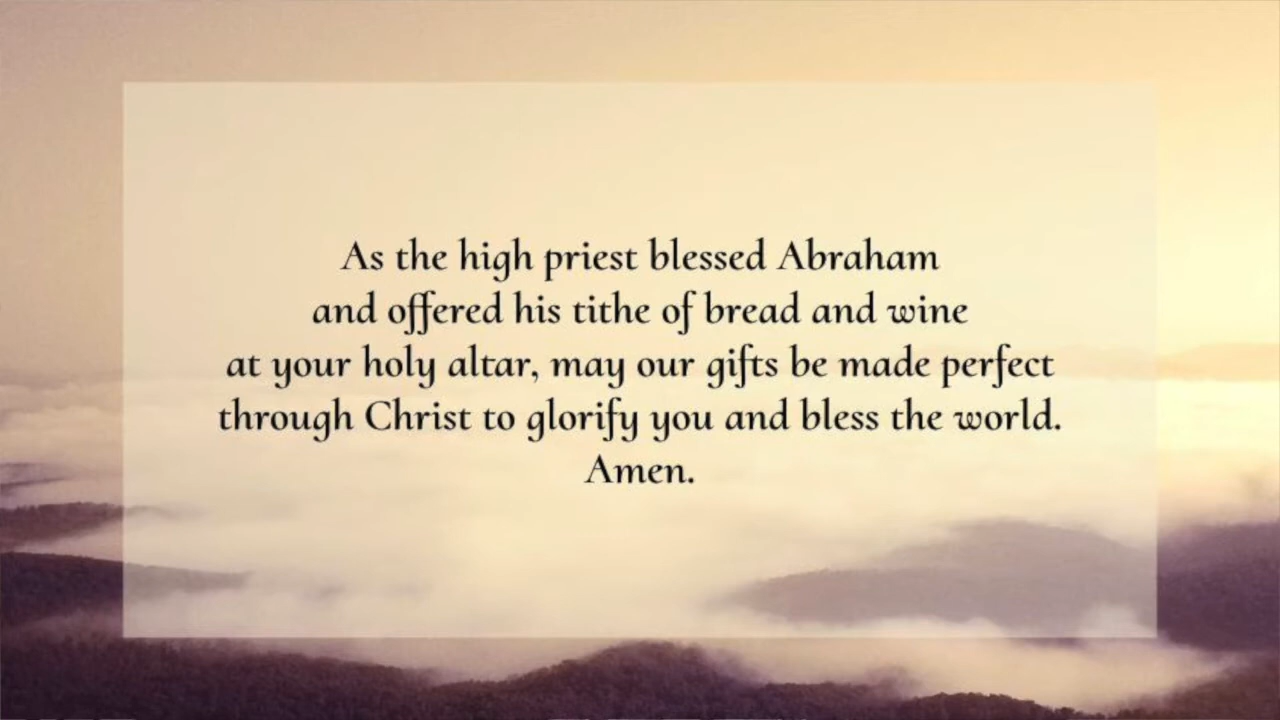 As the high priest blessed Abraham
and offered his tithe of bread and wine
at your holy altar, may our gifts be made perfect
through Christ to glorify you and bless the world.
Amen.